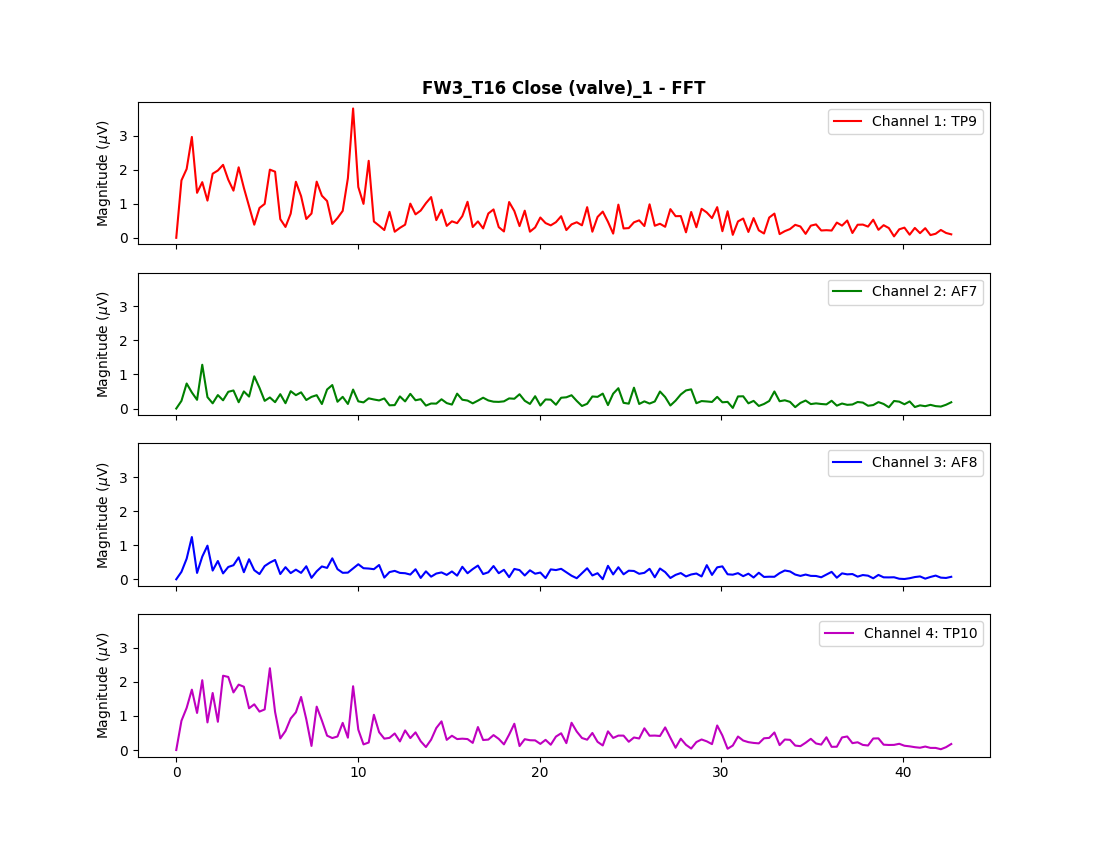 FW3_T16 Close (valve)_1 - FFT
Magnitude (μV)
3
2
1
0
Channel 1: TP9
Magnitude (μV)
3
2
1
0
Channel 2: AF7
Magnitude (μV)
3
2
1
0
Channel 3: AF8
Magnitude (μV)
3
2
1
0
Channel 4: TP10
0 10 20 30 40